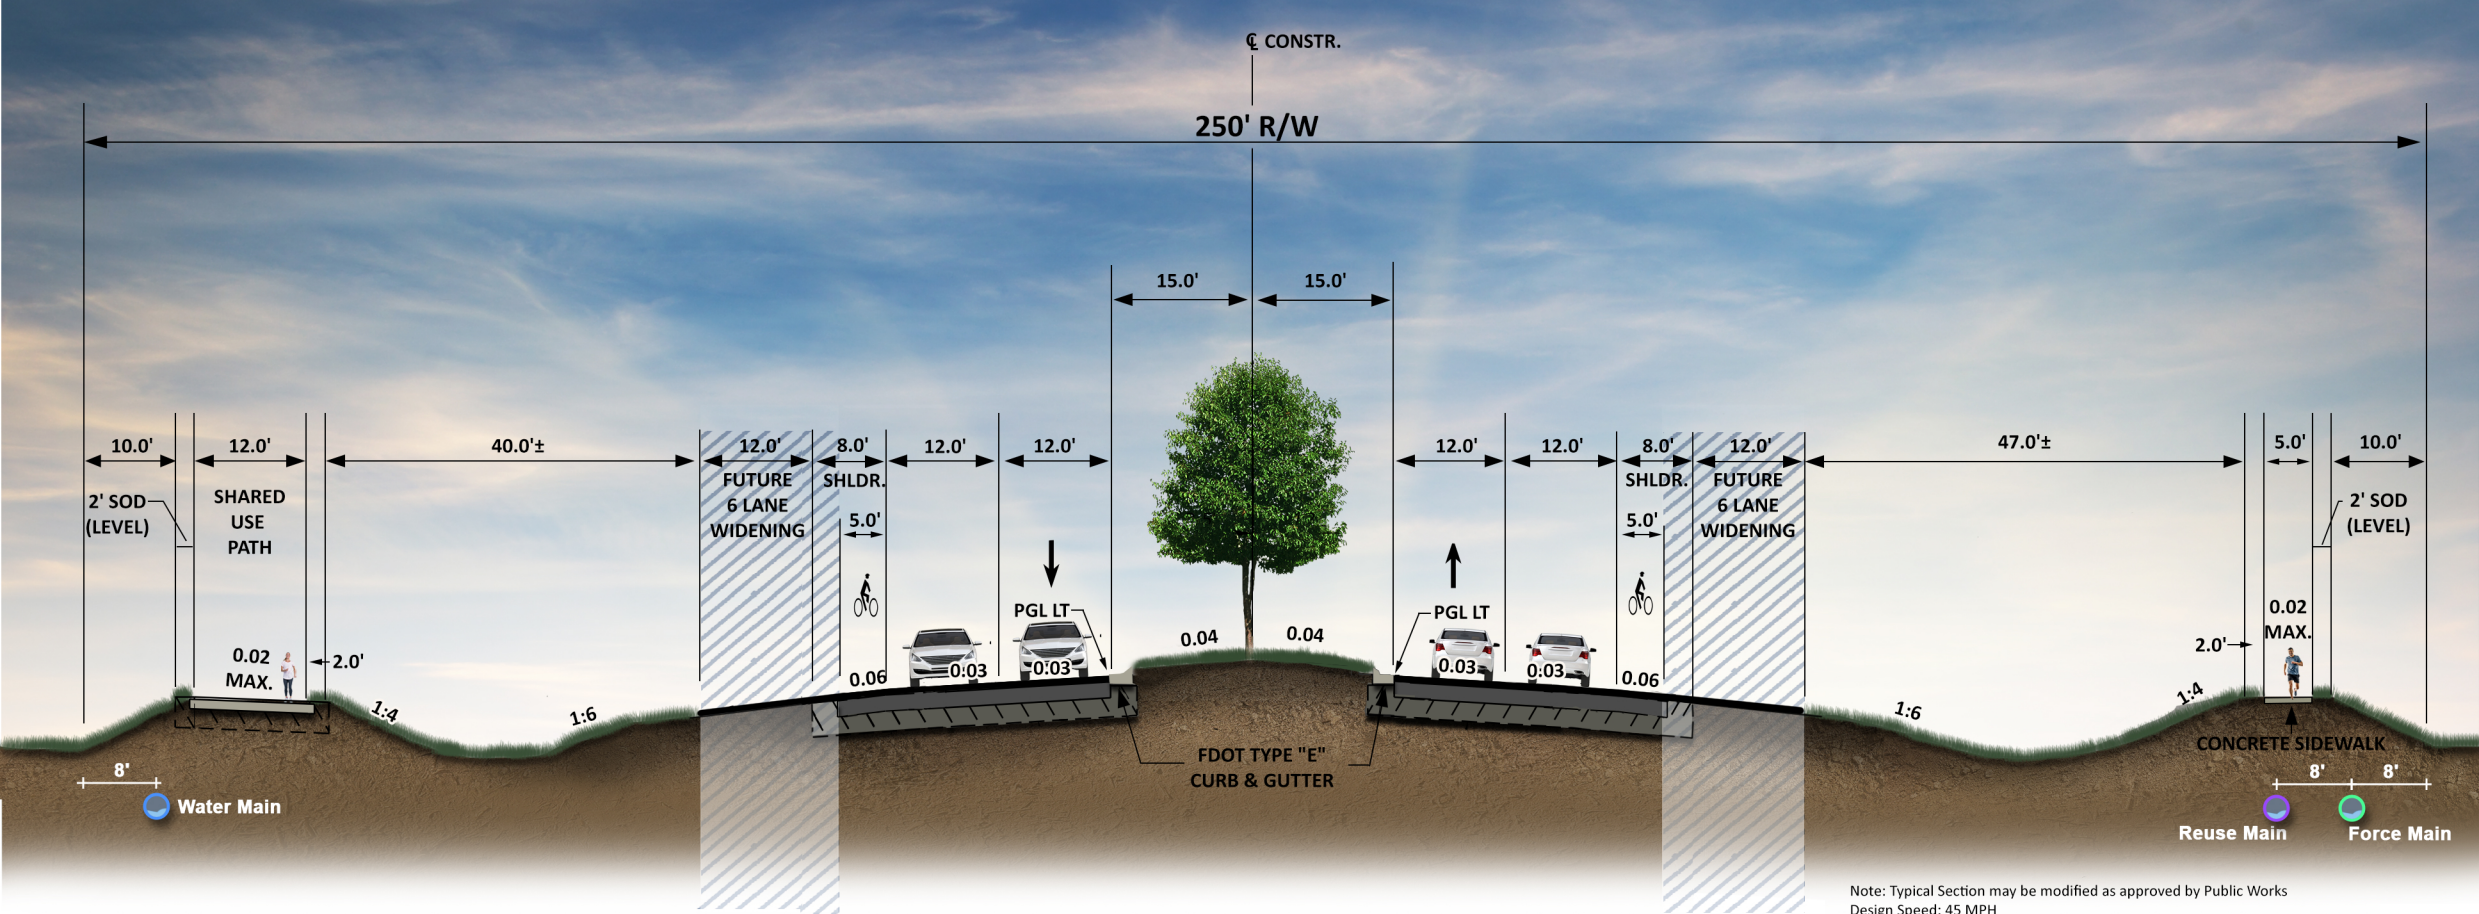 ℄ CONSTR.
250' R/W
15.0' 15.0'
10.0' 12.0' 40.0'± 12.0' 8.0' 12.0' 12.0' 12.0' 12.0' 8.0' 12.0' 47.0'± 5.0' 10.0'
2' SOD
(LEVEL)
SHARED
USE
PATH
FUTURE
6 LANE
WIDENING
SHLDR.
5.0'
SHLDR.
5.0'
FUTURE
6 LANE
WIDENING
2' SOD
(LEVEL)
PGL LT
PGL LT
0.02
MAX.
2.0'
1:4
1:6
0.06
0.03
0.03
0.04
0.04
0.03
0.03
0.06
1:6
1:4
2.0'
0.02
MAX.
CONCRETE SIDEWALK
FDOT TYPE "E"
CURB & GUTTER
8'
Water Main
8' 8'
Reuse Main
Force Main
Note: Typical Section may be modified as approved by Public Works
Design Speed: 45 MPH